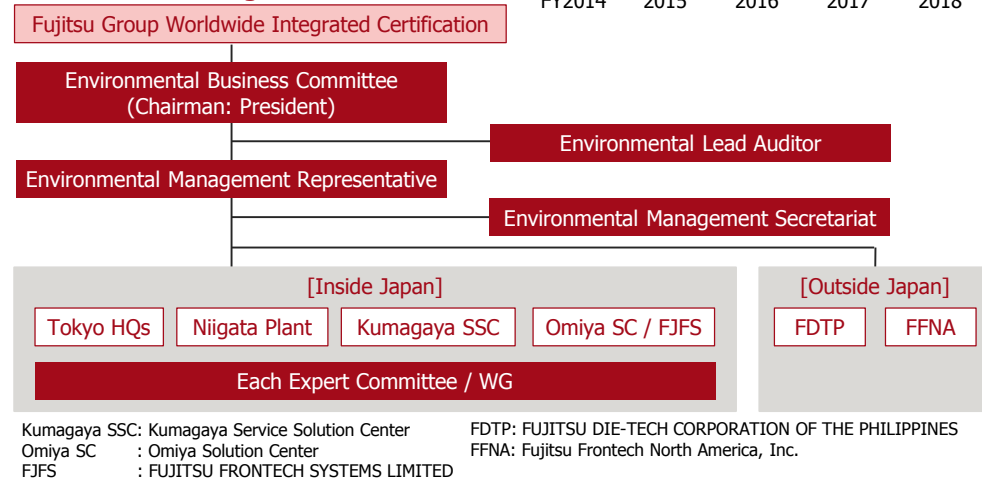 FY2014 2015 2016 2017 2018
Fujitsu Group Worldwide Integrated Certification
Environmental Business Committee
(Chairman: President)
Environmental Lead Auditor
Environmental Management Representative
Environmental Management Secretariat
[Inside Japan]
[Outside Japan]
Tokyo HQs
Niigata Plant
Kumagaya SSC
Omiya SC / FJFS
FDTP
FFNA
Each Expert Committee / WG
Kumagaya SSC: Kumagaya Service Solution Center
Omiya SC : Omiya Solution Center
FJFS : FUJITSU FRONTECH SYSTEMS LIMITED
FDTP: FUJITSU DIE-TECH CORPORATION OF THE PHILIPPINES
FFNA: Fujitsu Frontech North America, Inc.